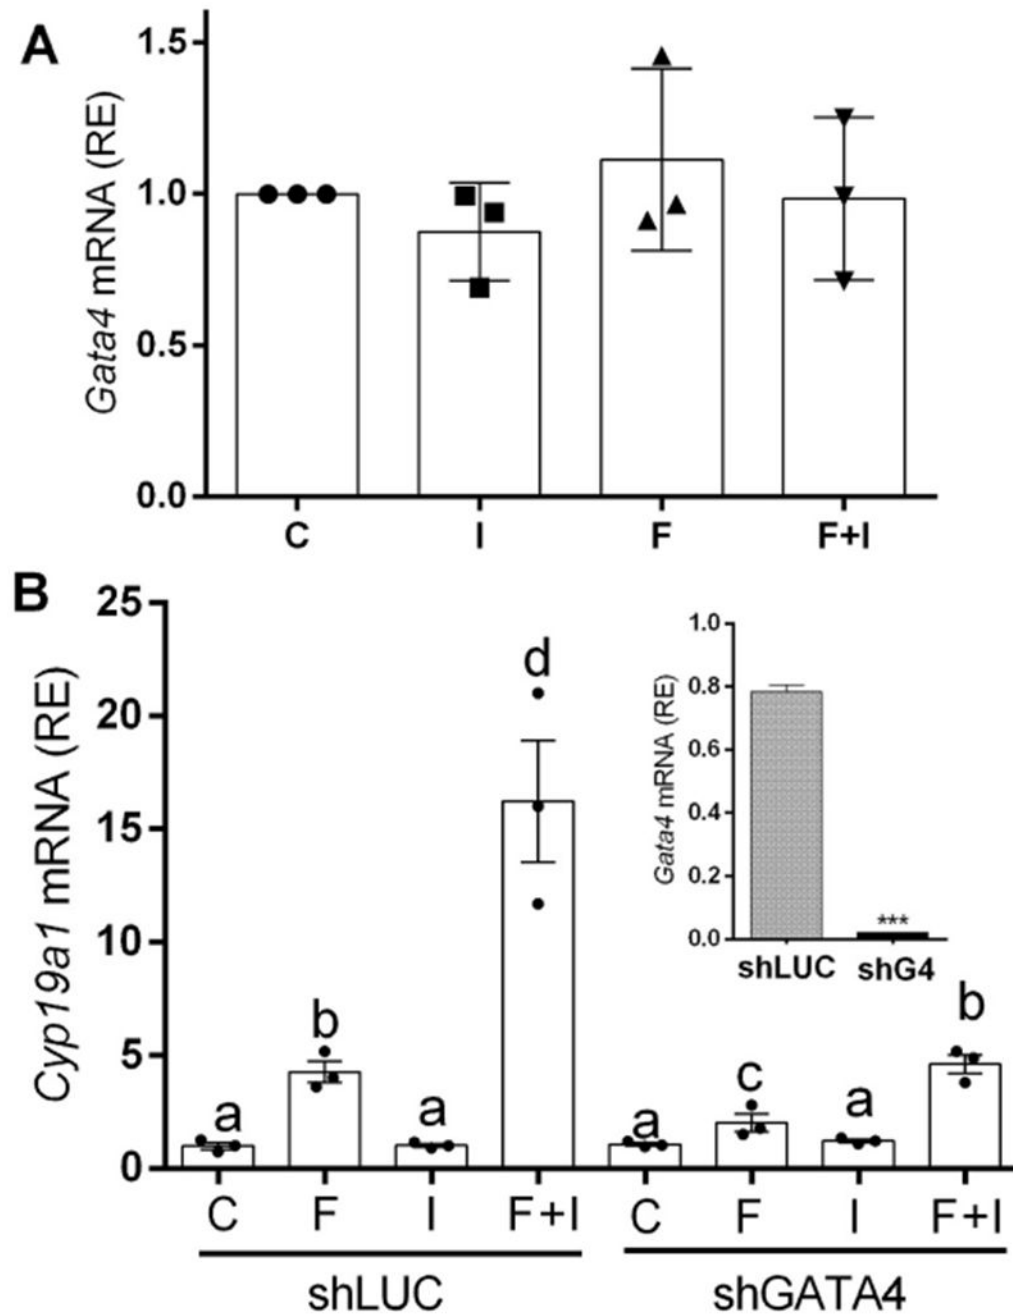 A
Gata4 mRNA (RE)
1.5
1.0
0.5
0.0
C I F F+I
B
Cyp19a1 mRNA (RE)
25
20
15
10
5
0
a b a d a c a b
C F I F+I C F I F+I
shLUC shGATA4
Gata4 mRNA (RE)
1.0
0.8
0.6
0.4
0.2
0.0
***
shLUC shG4